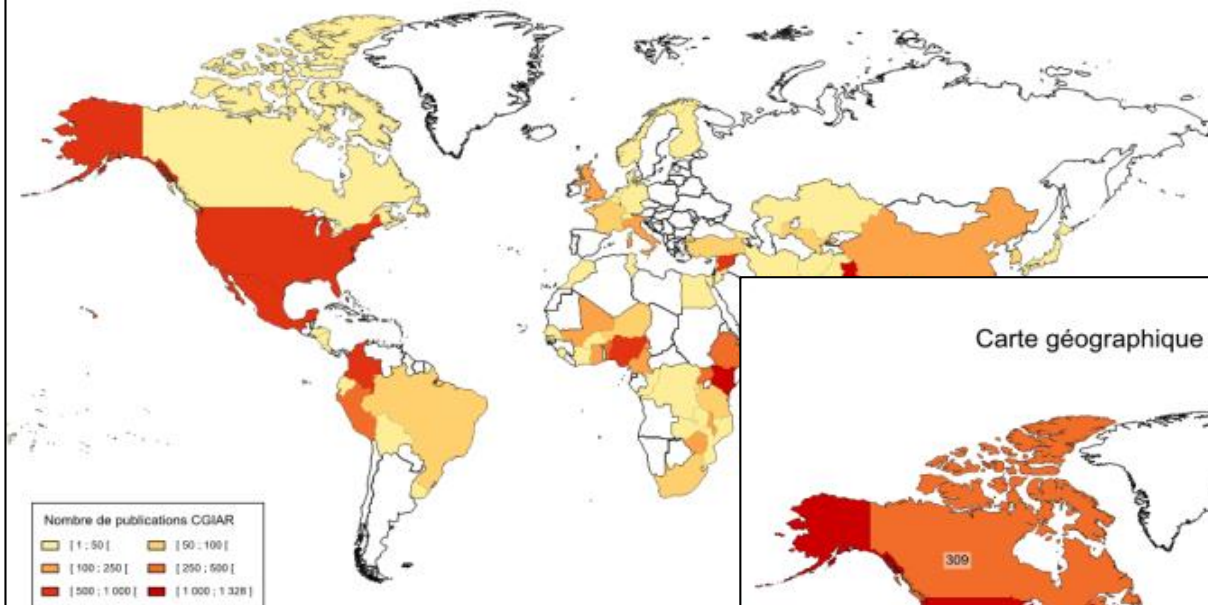 Carte géographique
309
Nombre de publications CGIAR
[ 1 ; 50 [
[ 50 ; 100 [
[ 100 ; 250 [
[ 250 ; 500 [
[ 500 ; 1 000 [
[ 1 000 ; 1 328 ]